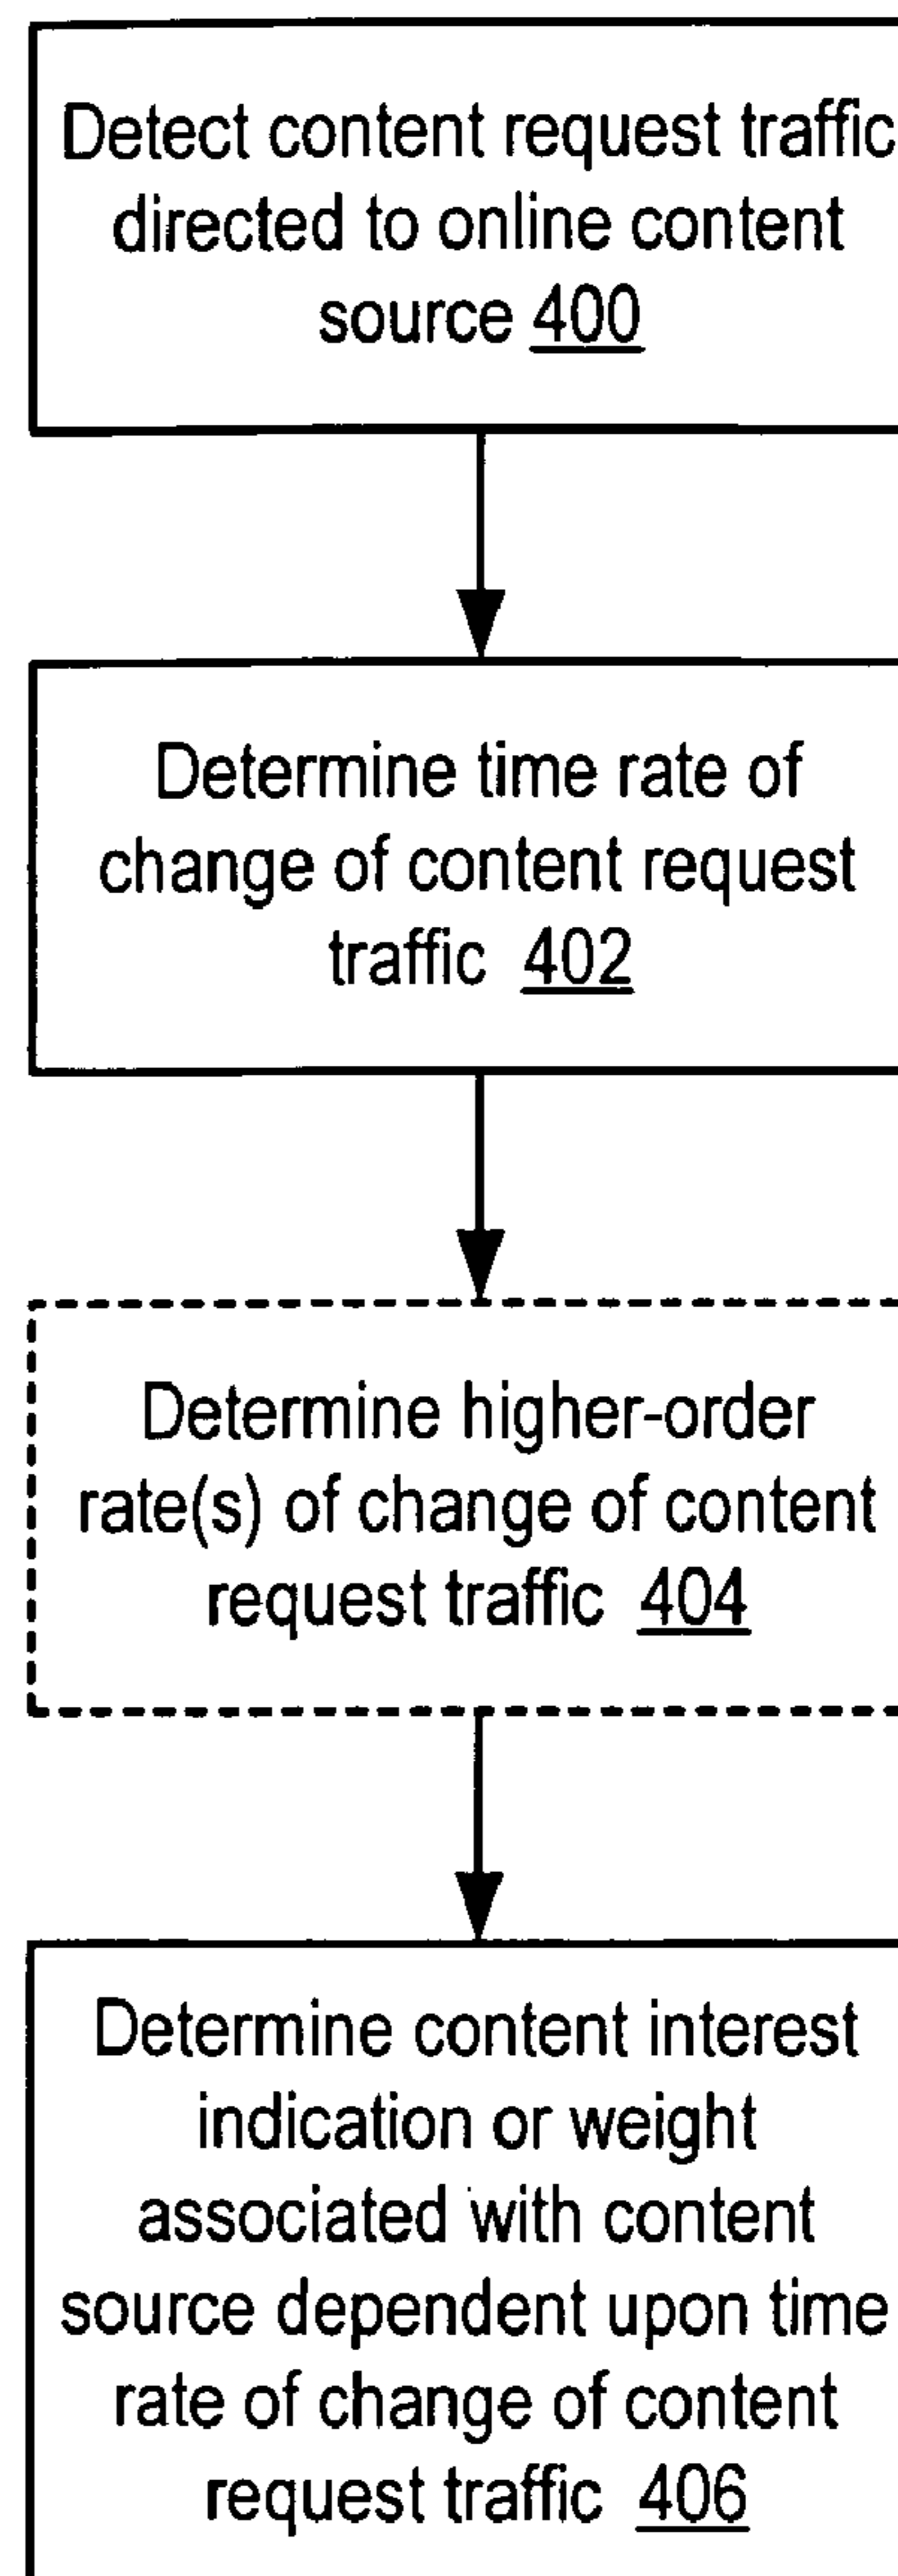 Detect content request traffic
directed to online content
source 400
Determine time rate of
change of content request
traffic 402
Determine higher-order
rate(s) of change of content
request traffic 404
Determine content interest
indication or weight
associated with content
source dependent upon time
rate of change of content
request traffic 406